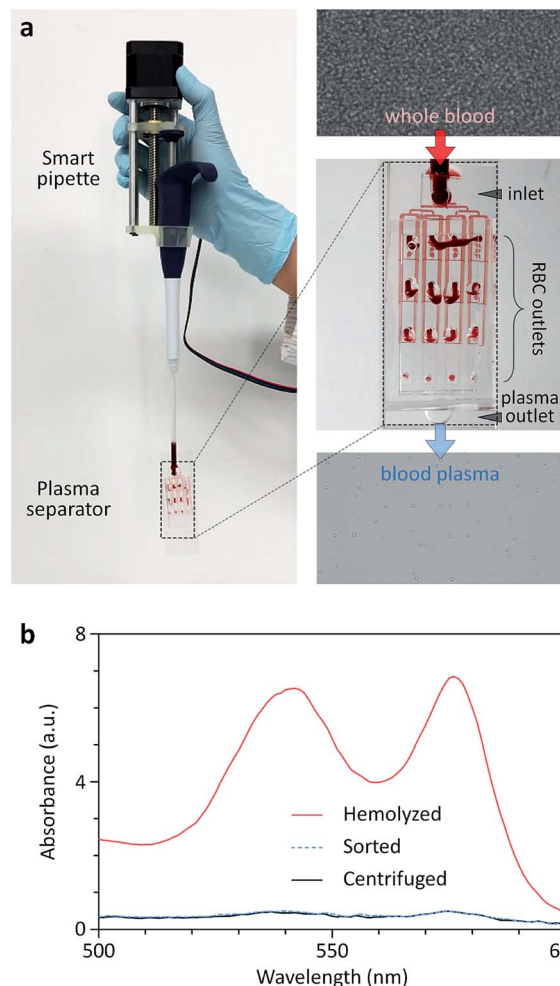 a
Smart
pipette
Plasma
separator
whole blood
inlet
RBC
outlets
plasma
outlet
blood plasma
b
Absorbance (a.u.)
8
4
0
Hemolyzed
Sorted
Centrifuged
500
550
6
Wavelength (nm)